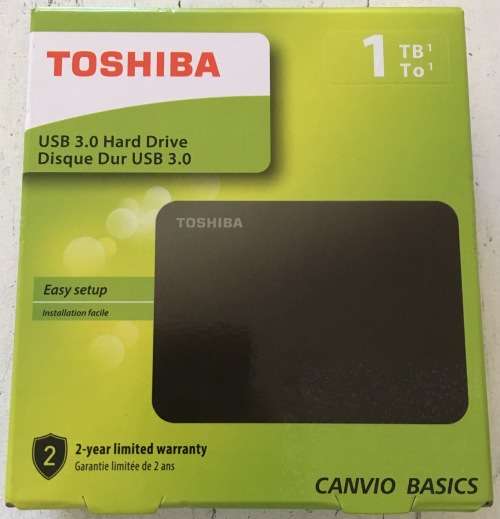 TOSHIBA
1 TB¹
To¹
USB 3.0 Hard Drive
Disque Dur USB 3.0
TOSHIBA
Easy setup
Installation facile
2
2-year limited warranty
Garantie limitée de 2 ans
CANVIO BASICS